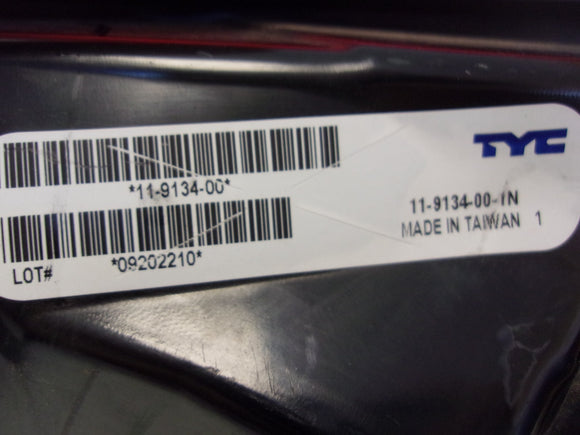 TYC
*11-9134-00*
11-9134-00-1N
MADE IN TAIWAN 1
LOT# *09202210*